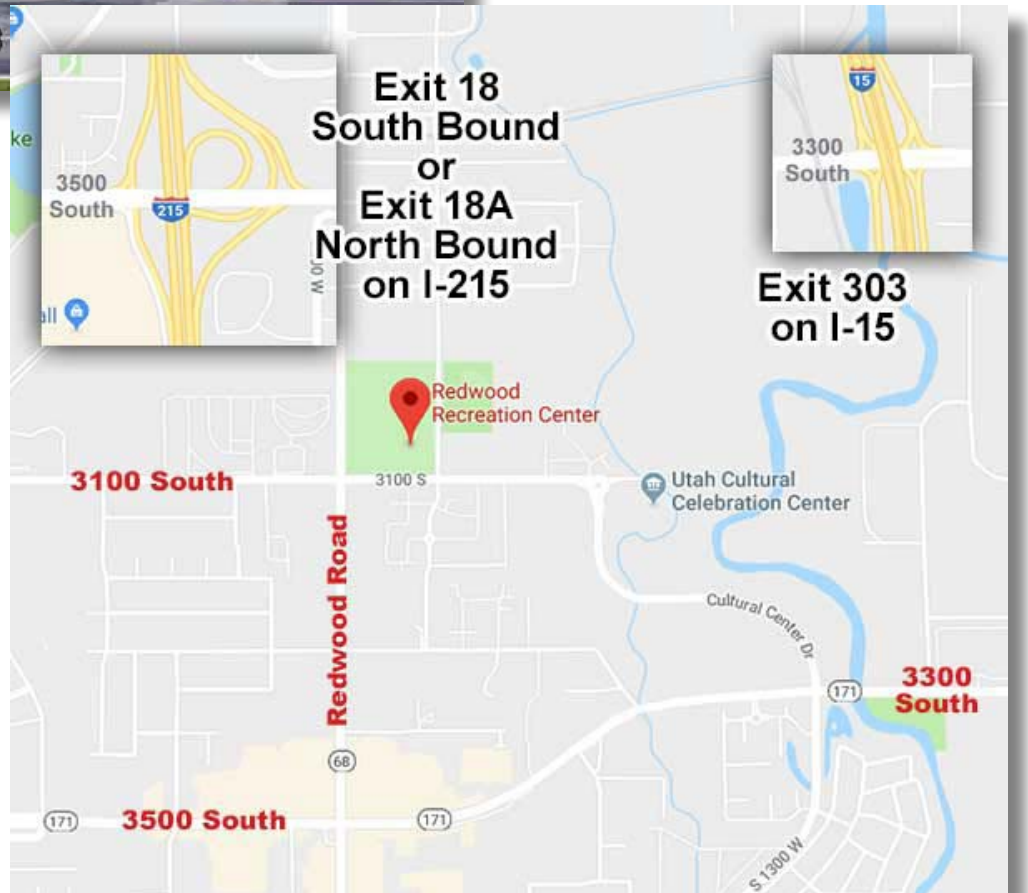 ke
3500
South
215
all
Exit 18
South Bound
or
Exit 18A
North Bound
on I-215
15
3300
South
Exit 303
on I-15
Redwood
Recreation Center
3100 South
3100 S
Utah Cultural
Celebration Center
Redwood Road
Cultural Center Dr
171
3300
South
68
171
3500 South
171
S 1300 W